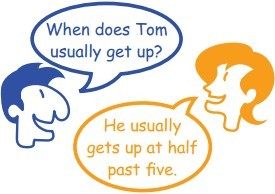 When does Tom
usually get up?
He usually
gets up at half
past five.